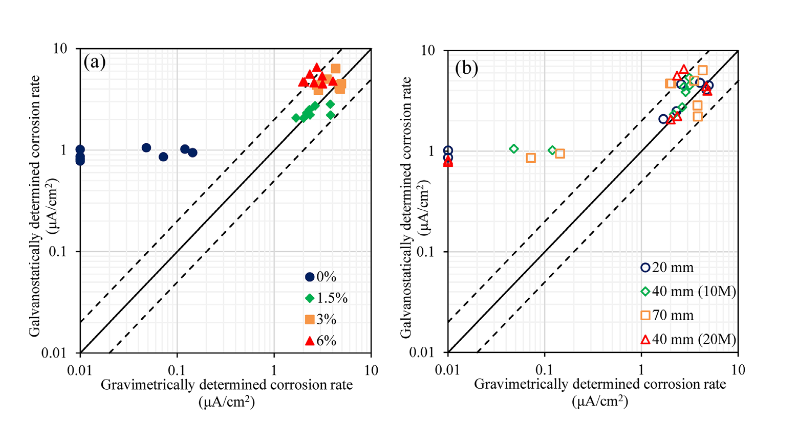 (a)
Galvanostatically determined corrosion rate
(µA/cm²)
10
1
0.1
0.01
0%
1.5%
3%
6%
0.01
0.1
1
10
Gravimetrically determined corrosion rate
(µA/cm²)
(b)
Galvanostatically determined corrosion rate
(µA/cm²)
10
1
0.1
0.01
20 mm
40 mm (10M)
70 mm
40 mm (20M)
0.01
0.1
1
10
Gravimetrically determined corrosion rate
(µA/cm²)